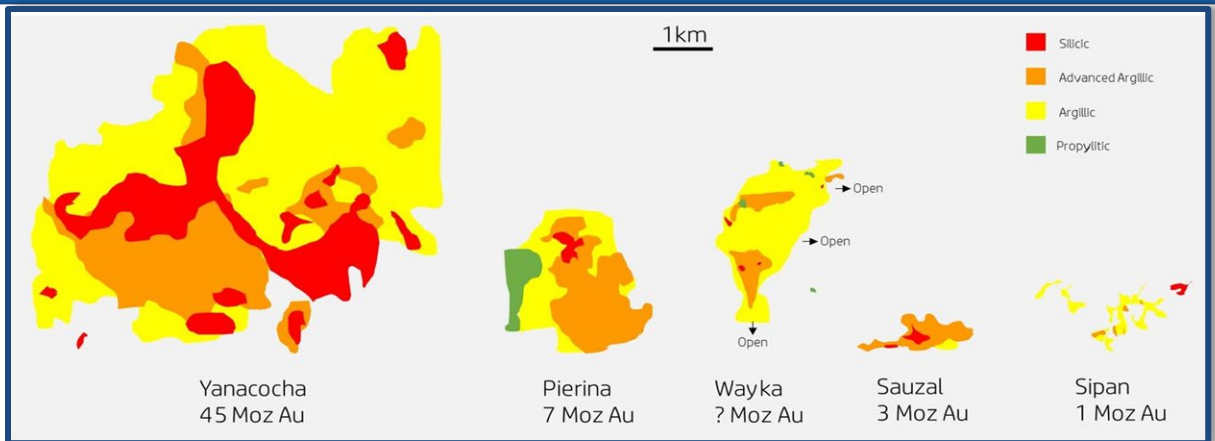 1km
Silicic
Advanced Argillic
Argillic
Propylitic
Open
Open
Open
Yanacocha
45 Moz Au
Pierina
7 Moz Au
Wayka
? Moz Au
Sauzal
3 Moz Au
Sipan
1 Moz Au